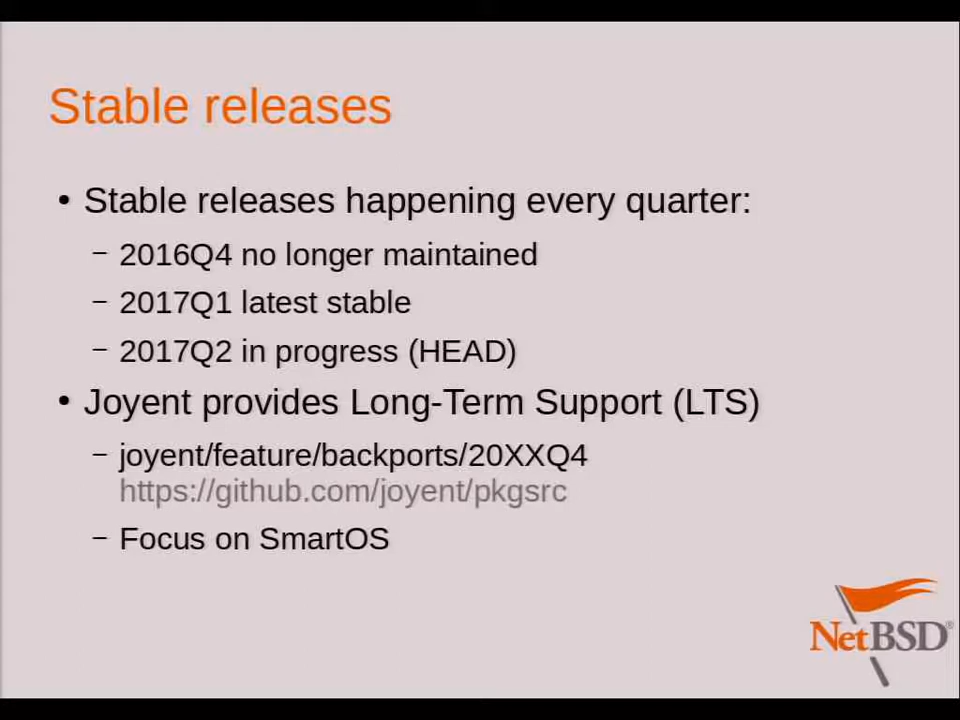 Stable releases
• Stable releases happening every quarter:
– 2016Q4 no longer maintained
– 2017Q1 latest stable
– 2017Q2 in progress (HEAD)
• Joyent provides Long-Term Support (LTS)
– joyent/feature/backports/20XXQ4
https://github.com/joyent/pkgsrc
– Focus on SmartOS
NetBSD®